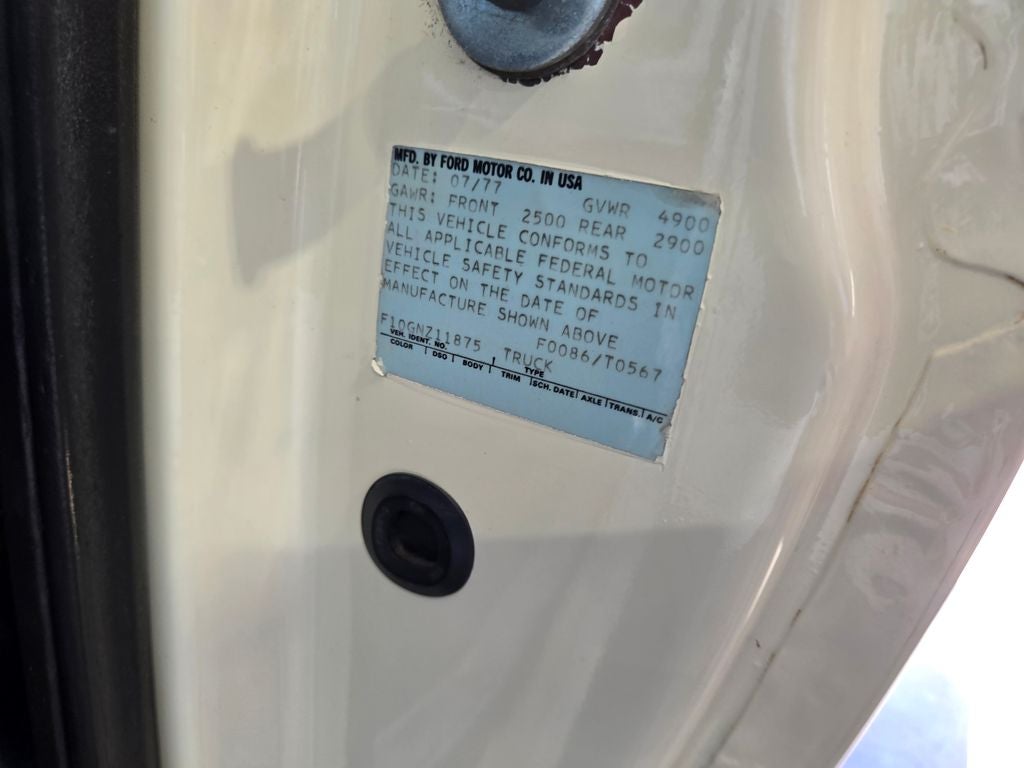 MFD. BY FORD MOTOR CO. IN USA
DATE: 07/77 GVWR 4900
GAWR: FRONT 2500 REAR 2900
THIS VEHICLE CONFORMS TO
ALL APPLICABLE FEDERAL MOTOR
VEHICLE SAFETY STANDARDS IN
EFFECT ON THE DATE OF
MANUFACTURE SHOWN ABOVE
F0086/T0567
F10GNZ11875 TRUCK
VEH. IDENT. NO. TYPE
COLOR DSO BODY TRIM SCH. DATE AXLE TRANS. A/C